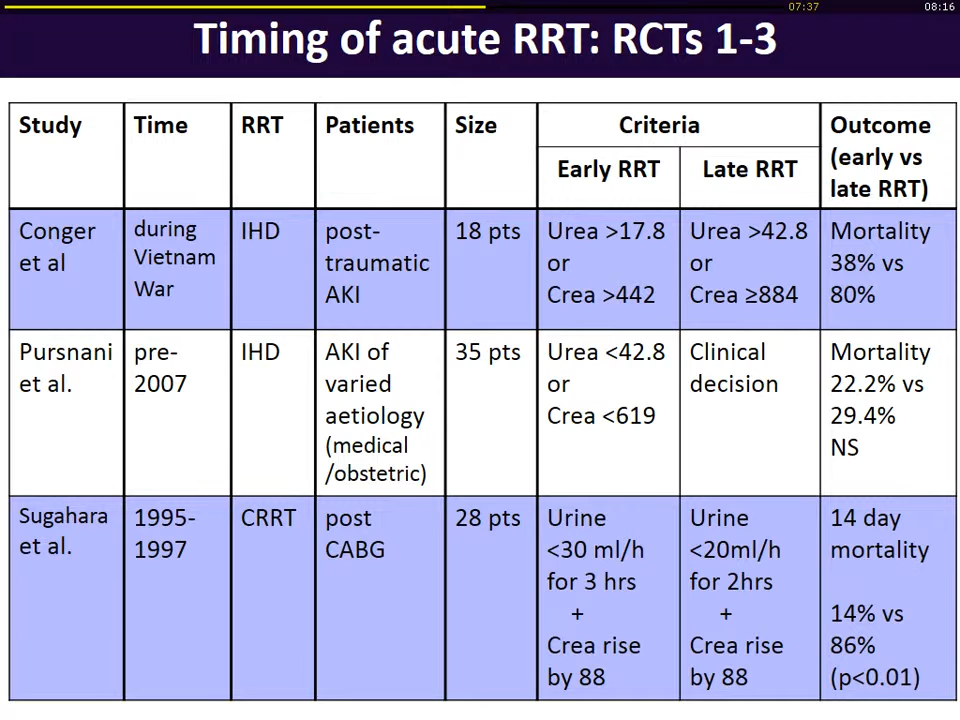 07:37
08:16
Timing of acute RRT: RCTs 1-3
Study
Time
RRT
Patients
Size
Criteria
Early RRT
Late RRT
Outcome
(early vs
late RRT)
Conger
et al
during
Vietnam
War
IHD
post-
traumatic
AKI
18 pts
Urea >17.8
or
Crea >442
Urea >42.8
or
Crea ≥884
Mortality
38% vs
80%
Pursnani
et al.
pre-
2007
IHD
AKI of
varied
aetiology
(medical
/obstetric)
35 pts
Urea <42.8
or
Crea <619
Clinical
decision
Mortality
22.2% vs
29.4%
NS
Sugahara
et al.
1995-
1997
CRRT
post
CABG
28 pts
Urine
<30 ml/h
for 3 hrs
+
Crea rise
by 88
Urine
<20ml/h
for 2hrs
+
Crea rise
by 88
14 day
mortality
14% vs
86%
(p<0.01)